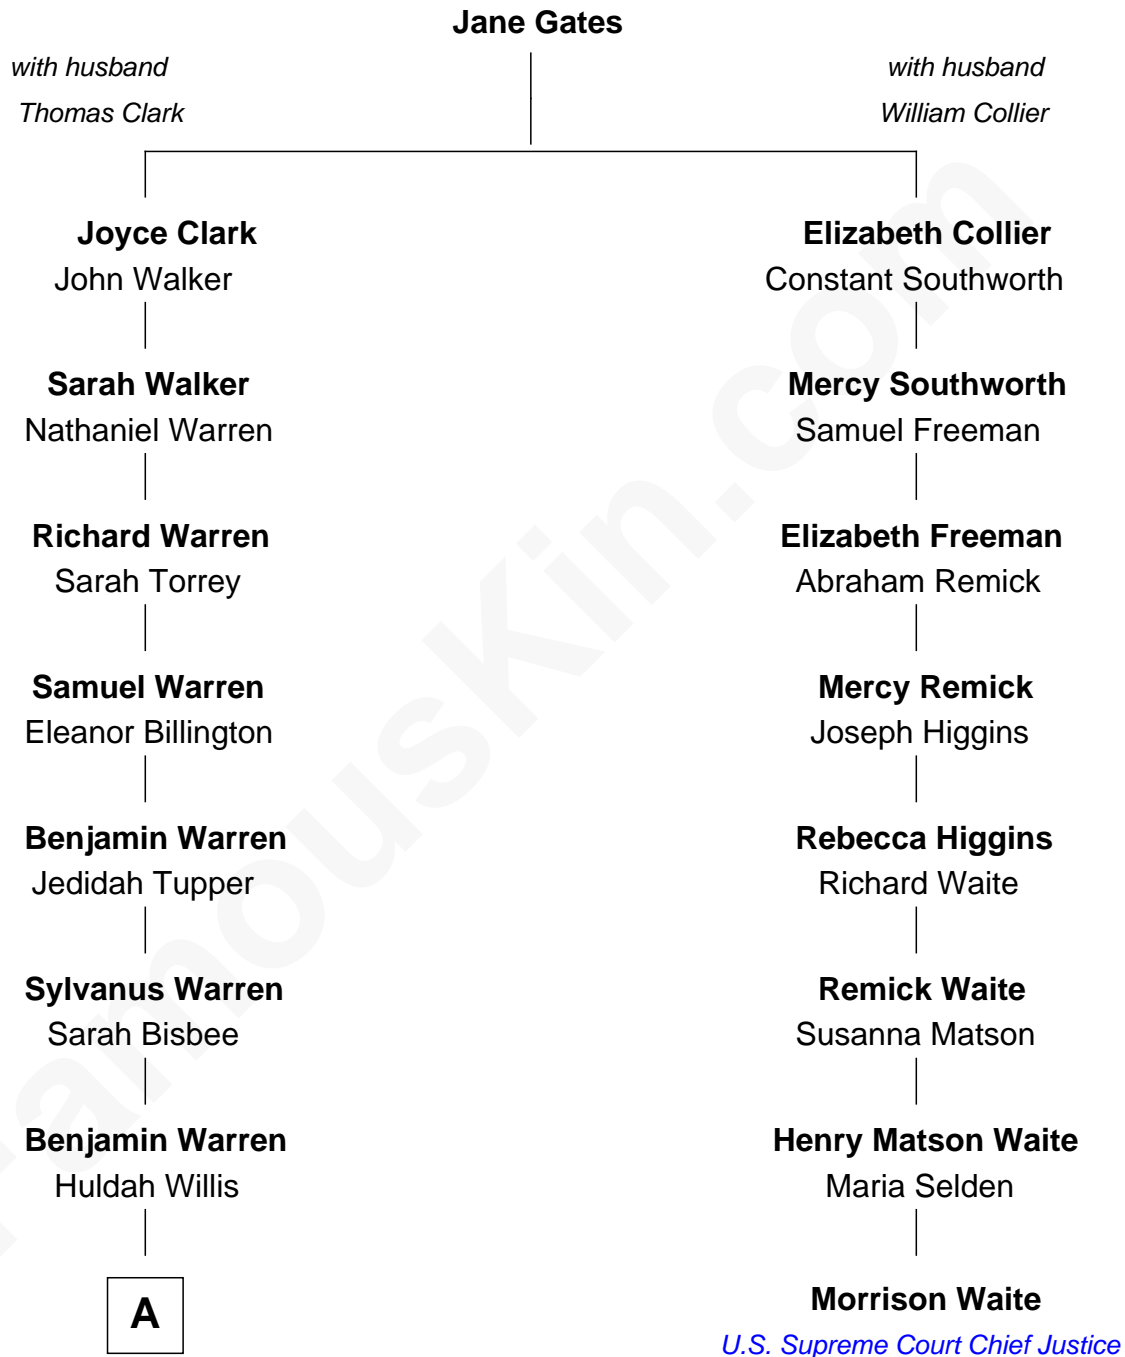 Jane Gates
with husband
Thomas Clark
with husband
William Collier
Joyce Clark
John Walker
Elizabeth Collier
Constant Southworth
Sarah Walker
Nathaniel Warren
Mercy Southworth
Samuel Freeman
Richard Warren
Sarah Torrey
Elizabeth Freeman
Abraham Remick
Samuel Warren
Eleanor Billington
Mercy Remick
Joseph Higgins
Benjamin Warren
Jedidah Tupper
Rebecca Higgins
Richard Waite
Sylvanus Warren
Sarah Bisbee
Remick Waite
Susanna Matson
Benjamin Warren
Huldah Willis
Henry Matson Waite
Maria Selden
A
Morrison Waite
U.S. Supreme Court Chief Justice
FamousKin.com